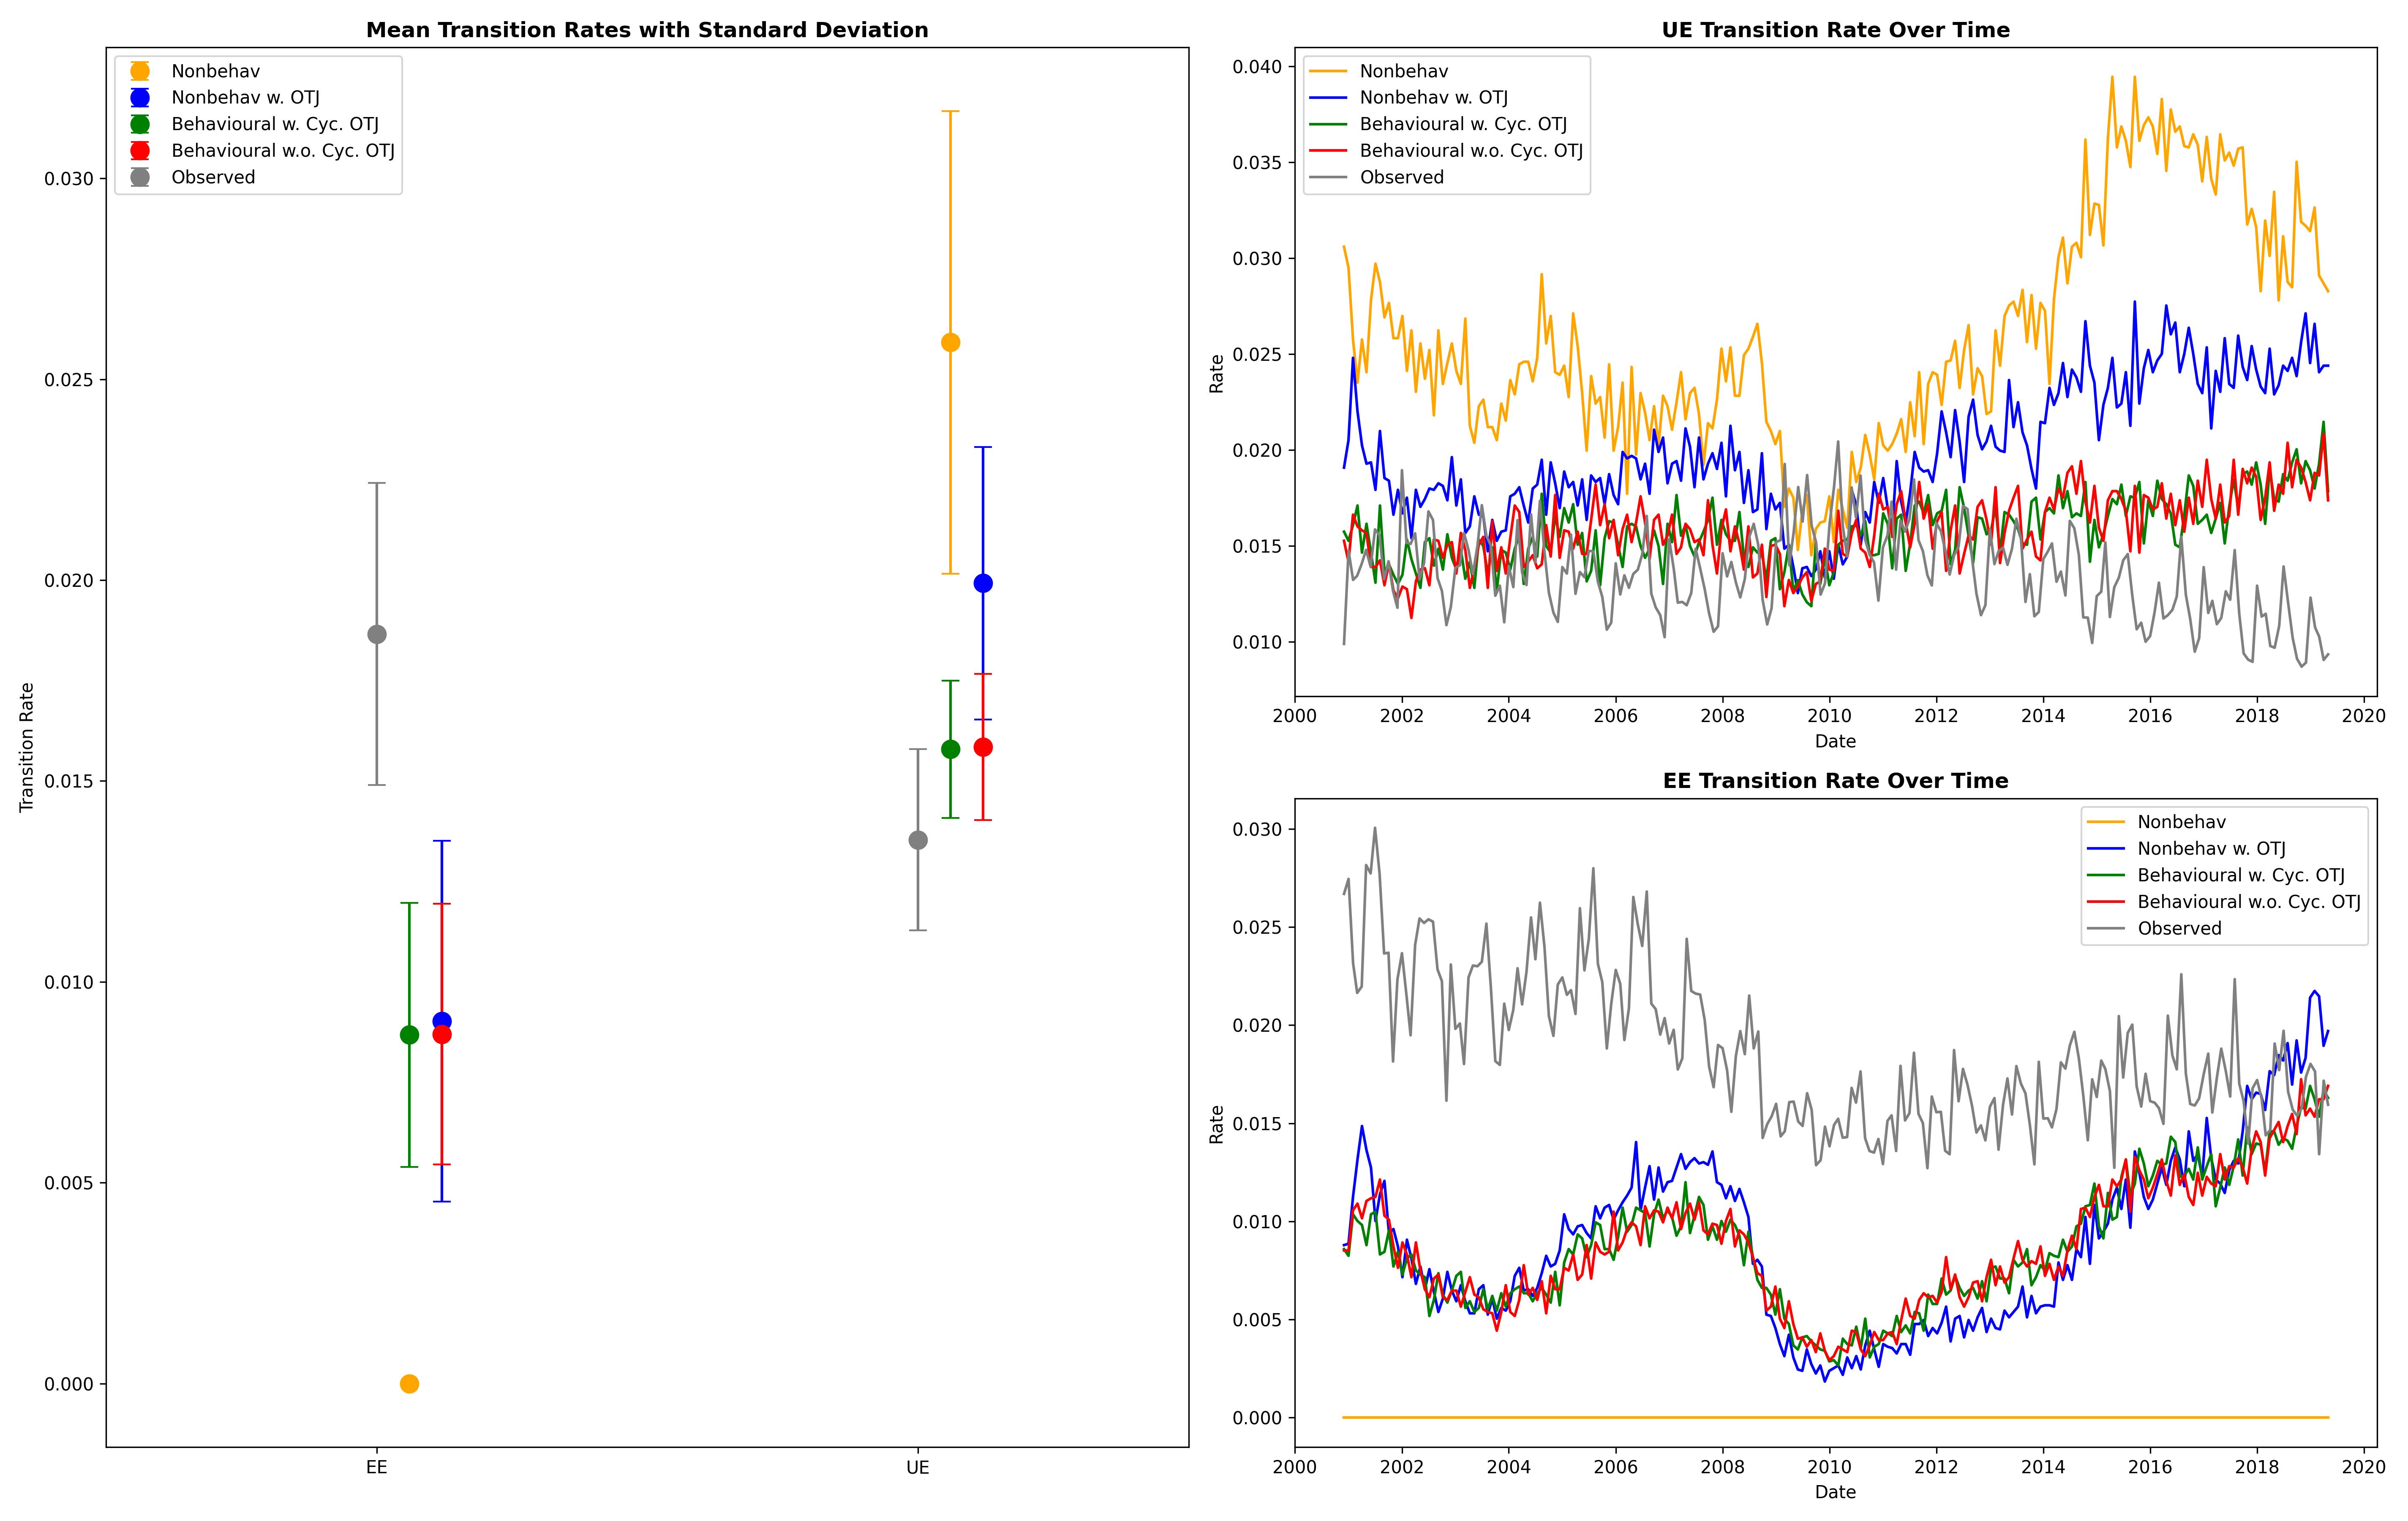 Mean Transition Rates with Standard Deviation
Nonbehav
Nonbehav w. OTJ
Behavioural w. Cyc. OTJ
Behavioural w.o. Cyc. OTJ
Observed
Transition Rate
0.030
0.025
0.020
0.015
0.010
0.005
0.000
EE UE
UE Transition Rate Over Time
Nonbehav
Nonbehav w. OTJ
Behavioural w. Cyc. OTJ
Behavioural w.o. Cyc. OTJ
Observed
Rate
0.040
0.035
0.030
0.025
0.020
0.015
0.010
2000 2002 2004 2006 2008 2010 2012 2014 2016 2018 2020
Date
EE Transition Rate Over Time
Nonbehav
Nonbehav w. OTJ
Behavioural w. Cyc. OTJ
Behavioural w.o. Cyc. OTJ
Observed
Rate
0.030
0.025
0.020
0.015
0.010
0.005
0.000
2000 2002 2004 2006 2008 2010 2012 2014 2016 2018 2020
Date